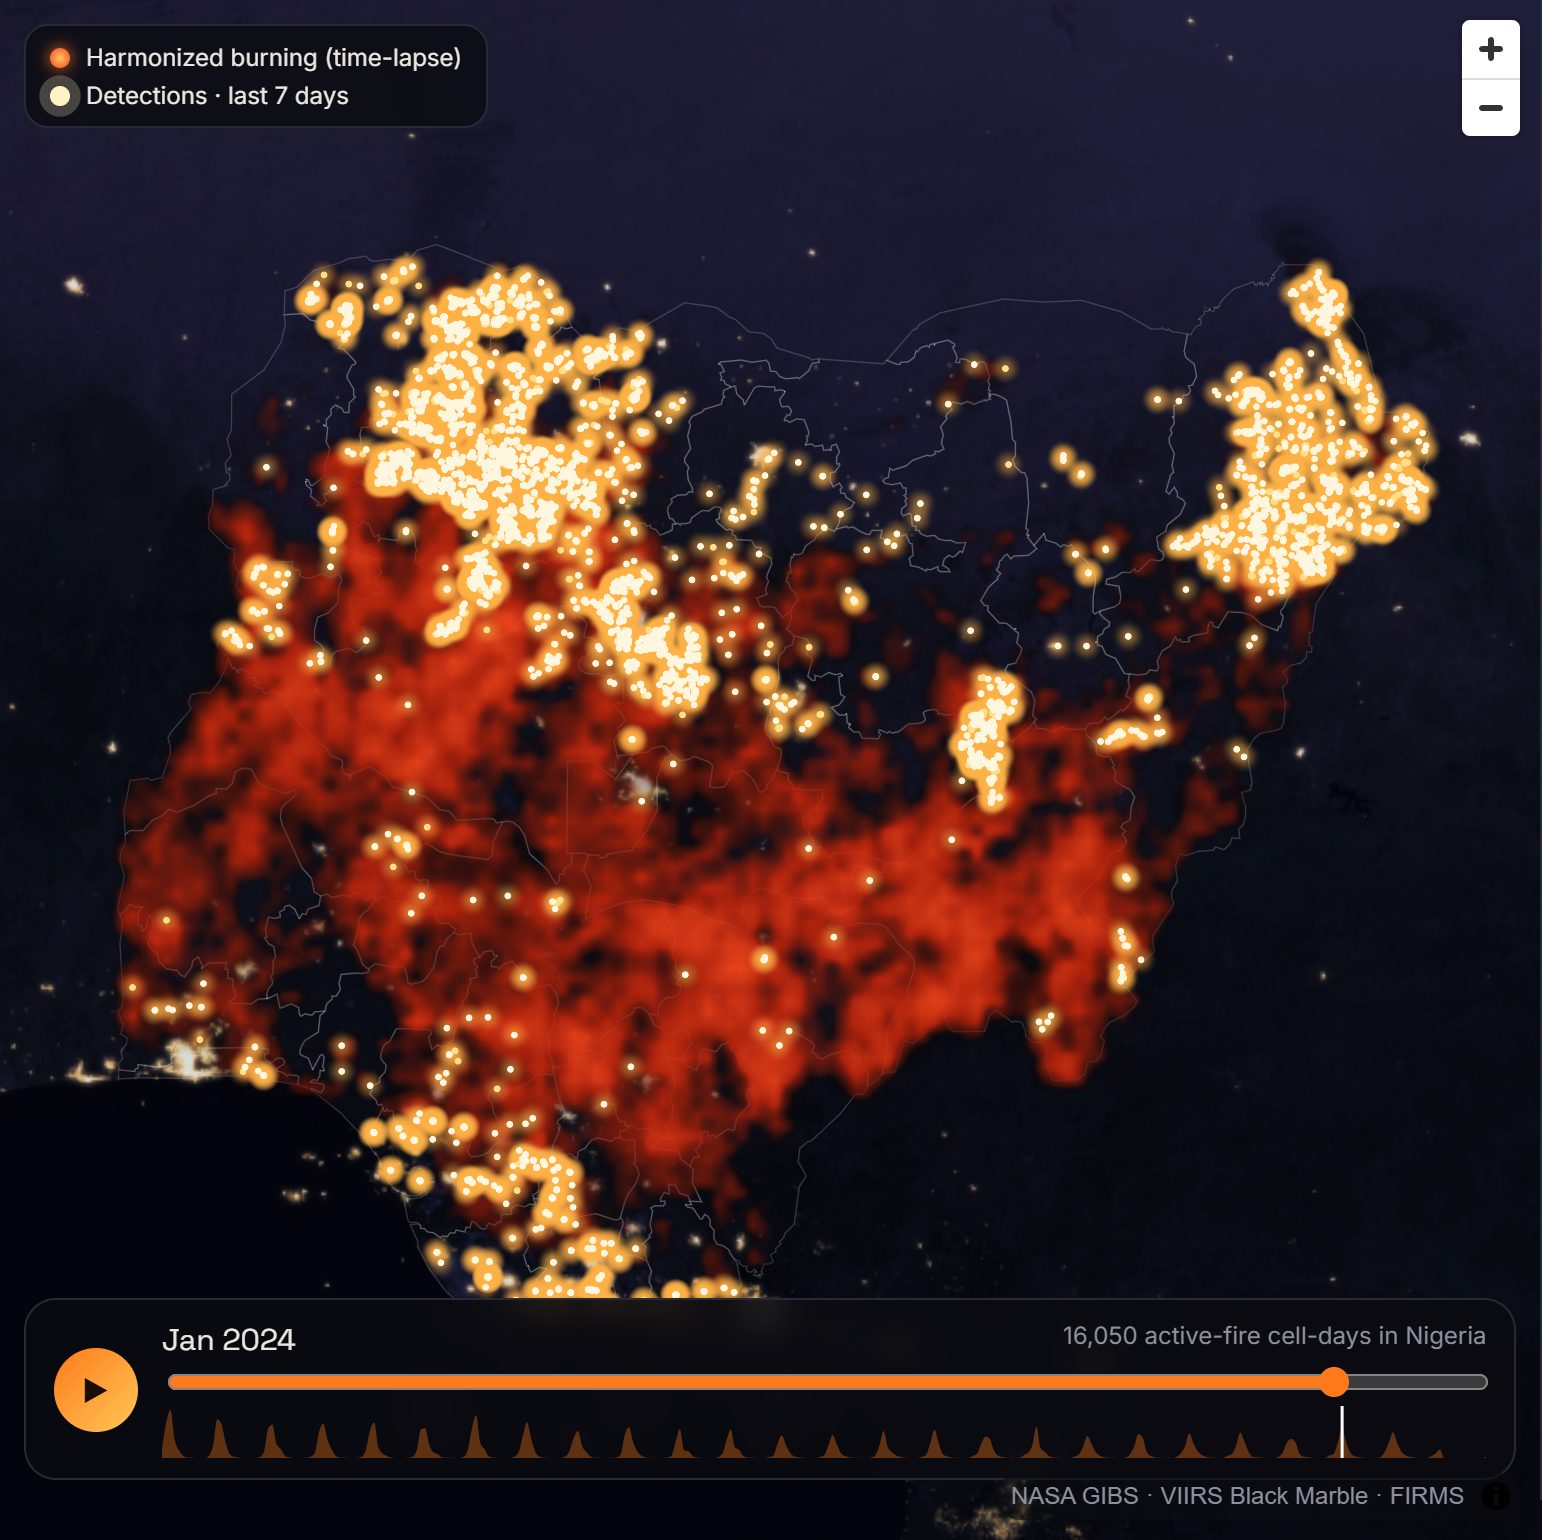 Harmonized burning (time-lapse)
Detections · last 7 days
Jan 2024
16,050 active-fire cell-days in Nigeria
NASA GIBS · VIIRS Black Marble · FIRMS